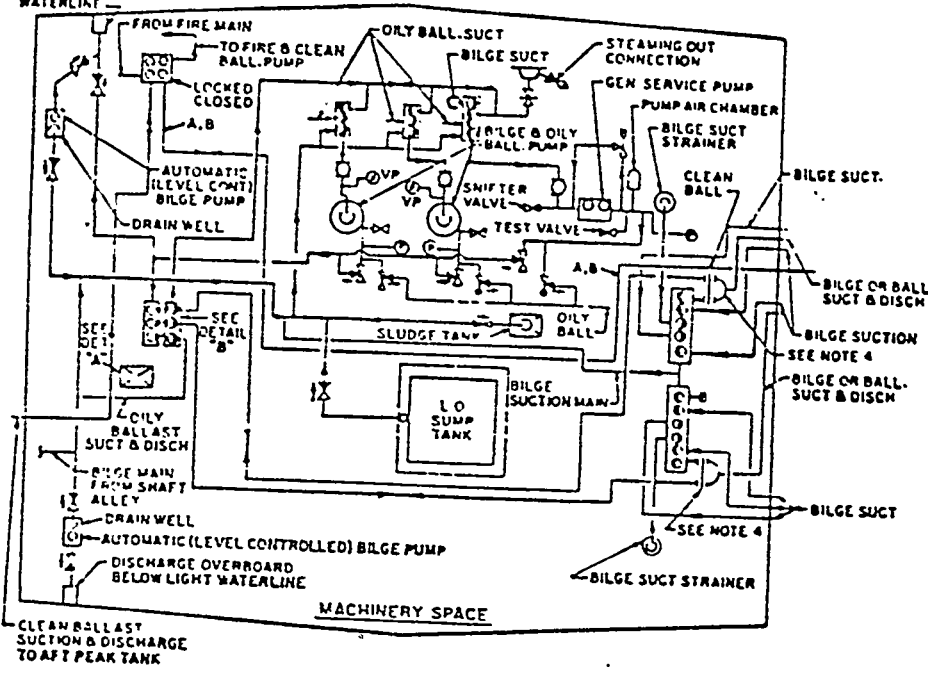 WATERLINE
FROM FIRE MAIN
TO FIRE & CLEAN
BALL. PUMP
LOCKED
CLOSED
A,B
AUTOMATIC
(LEVEL CONT)
BILGE PUMP
DRAIN WELL
OILY BALL. SUCT
BILGE SUCT
STEAMING OUT
CONNECTION
GEN SERVICE PUMP
PUMP AIR CHAMBER
BILGE SUCT
STRAINER
BILGE & OILY
BALL. PUMP
VP
VP
SNIFTER
VALVE
TEST VALVE
CLEAN
BALL
BILGE SUCT.
A,B
BILGE OR BALL
SUCT & DISCH
BILGE SUCTION
SEE NOTE 4
BILGE OR BALL.
SUCT & DISCH
SEE
DETAIL
"B"
SEE
DET
"A"
SLUDGE TANK
OILY
BALL
OILY
BALLAST
SUCT & DISCH
L O
SUMP
TANK
BILGE
SUCTION MAIN
BILGE MAIN
FROM SHAFT
ALLEY
DRAIN WELL
AUTOMATIC (LEVEL CONTROLLED) BILGE PUMP
DISCHARGE OVERBOARD
BELOW LIGHT WATERLINE
BILGE SUCT
SEE NOTE 4
BILGE SUCT STRAINER
MACHINERY SPACE
CLEAN BALLAST
SUCTION & DISCHARGE
TO AFT PEAK TANK